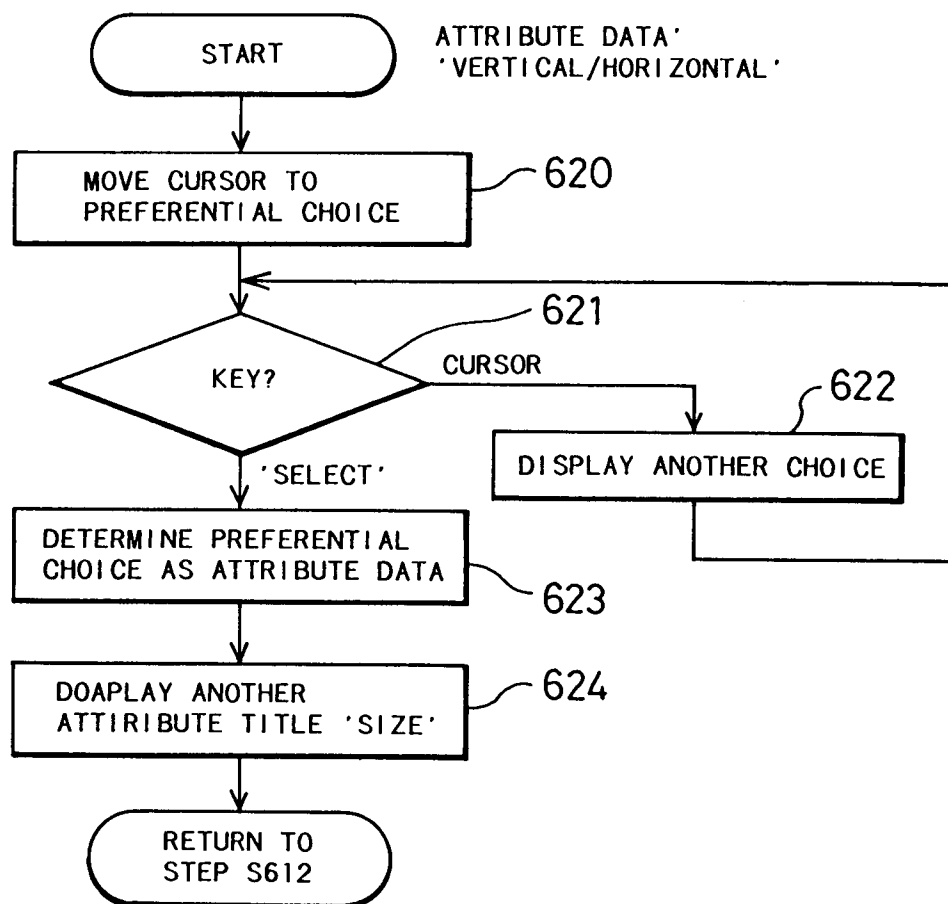 START
ATTRIBUTE DATA'
'VERTICAL/HORIZONTAL'
MOVE CURSOR TO
PREFERENTIAL CHOICE
620
621
KEY?
CURSOR
622
DISPLAY ANOTHER CHOICE
'SELECT'
DETERMINE PREFERENTIAL
CHOICE AS ATTRIBUTE DATA
623
DOAPLAY ANOTHER
ATTIRIBUTE TITLE 'SIZE'
624
RETURN TO
STEP S612